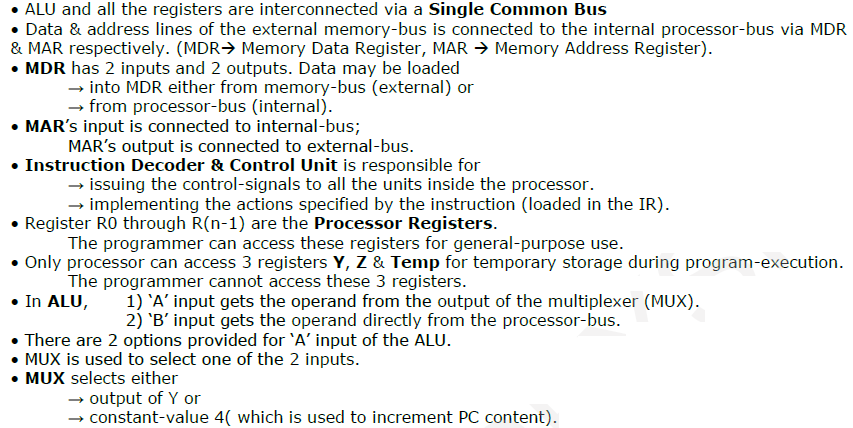 • ALU and all the registers are interconnected via a Single Common Bus
• Data & address lines of the external memory-bus is connected to the internal processor-bus via MDR
& MAR respectively. (MDR→ Memory Data Register, MAR → Memory Address Register).
• MDR has 2 inputs and 2 outputs. Data may be loaded
→ into MDR either from memory-bus (external) or
→ from processor-bus (internal).
• MAR‟s input is connected to internal-bus;
MAR‟s output is connected to external-bus.
• Instruction Decoder & Control Unit is responsible for
→ issuing the control-signals to all the units inside the processor.
→ implementing the actions specified by the instruction (loaded in the IR).
• Register R0 through R(n-1) are the Processor Registers.
The programmer can access these registers for general-purpose use.
• Only processor can access 3 registers Y, Z & Temp for temporary storage during program-execution.
The programmer cannot access these 3 registers.
• In ALU, 1) ‘A’ input gets the operand from the output of the multiplexer (MUX).
2) ‘B’ input gets the operand directly from the processor-bus.
• There are 2 options provided for ‘A’ input of the ALU.
• MUX is used to select one of the 2 inputs.
• MUX selects either
→ output of Y or
→ constant-value 4( which is used to increment PC content).